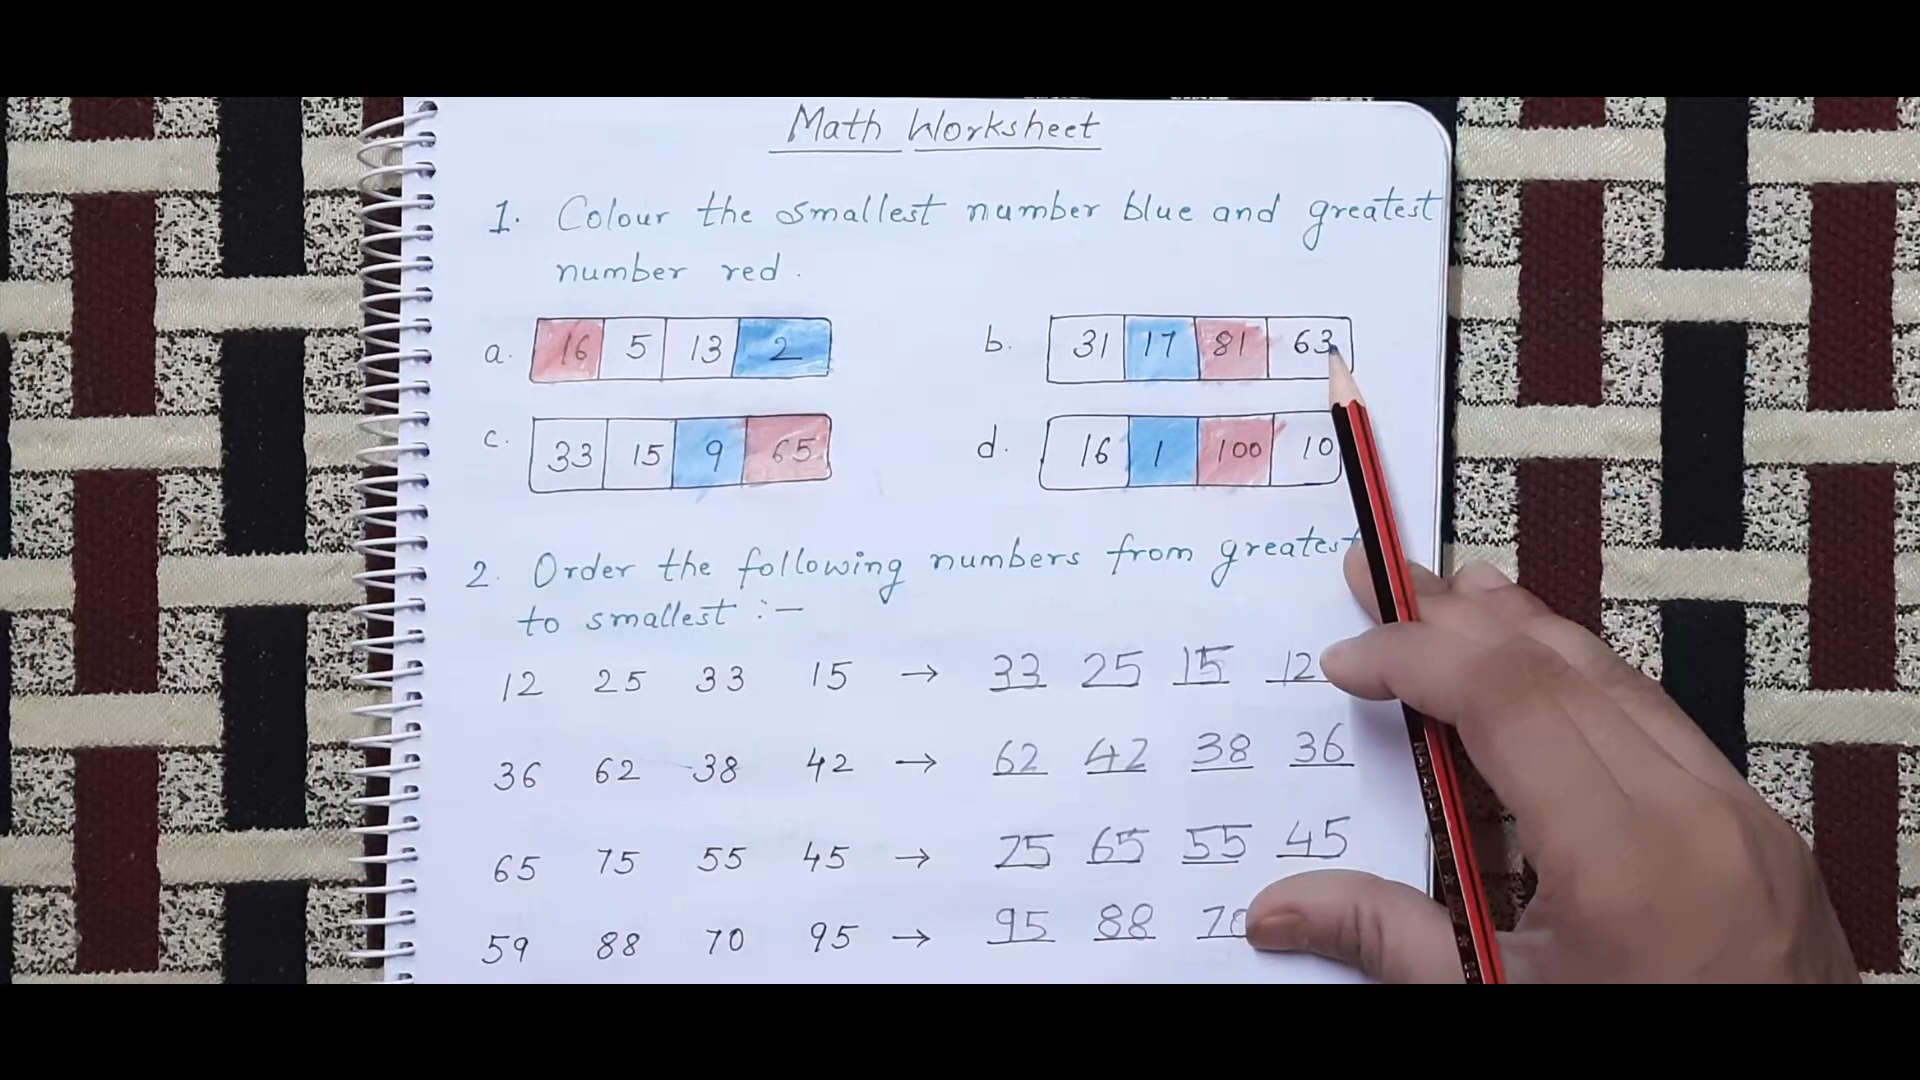 Math Worksheet
1. Colour the smallest number blue and greatest
number red.
a. 16 5 13 2
b. 31 17 81 63
c. 33 15 9 65
d. 16 1 100 10
2. Order the following numbers from greatest
to smallest :-
12 25 33 15 → 33 25 15 12
36 62 38 42 → 62 42 38 36
65 75 55 45 → 75 65 55 45
59 88 70 95 → 95 88 70
NATARAJ 621